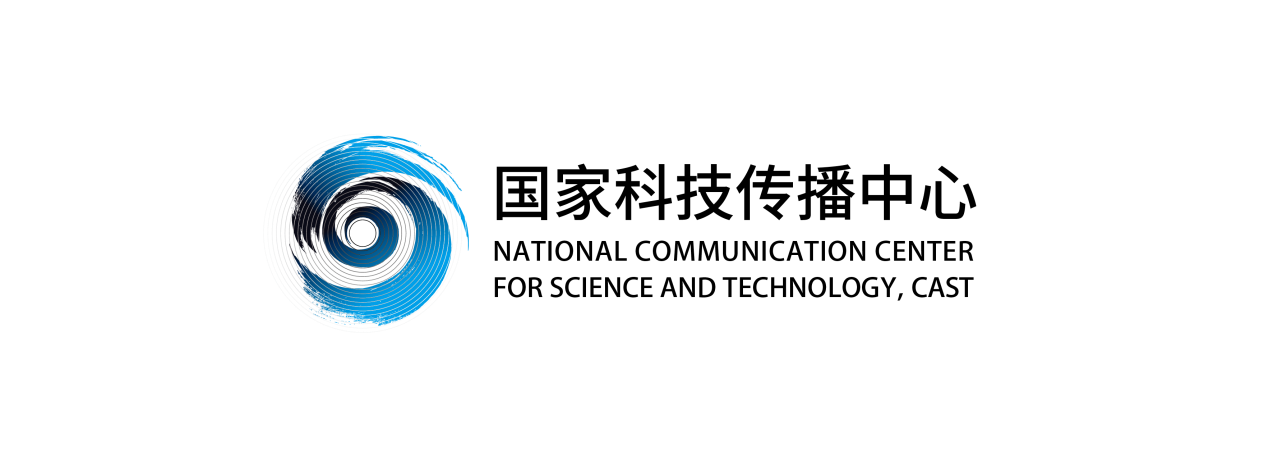 国家科技传播中心
NATIONAL COMMUNICATION CENTER
FOR SCIENCE AND TECHNOLOGY, CAST